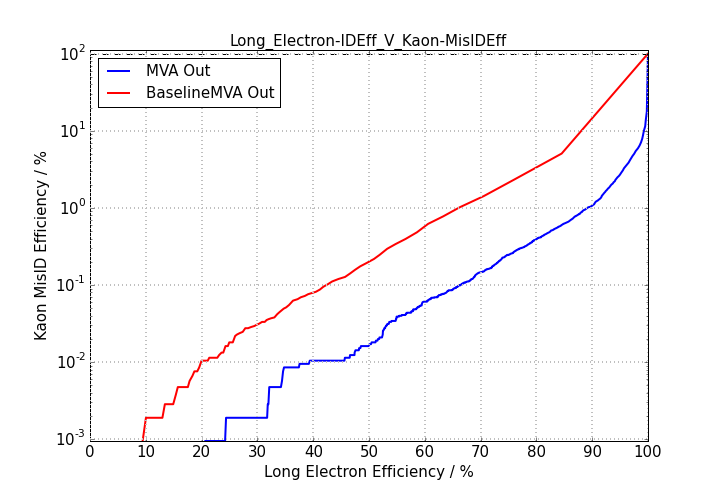 Long_Electron-IDEff_V_Kaon-MisIDEff
MVA Out
BaselineMVA Out
Kaon MisID Efficiency / %
10²
10¹
10⁰
10⁻¹
10⁻²
10⁻³
0 10 20 30 40 50 60 70 80 90 100
Long Electron Efficiency / %